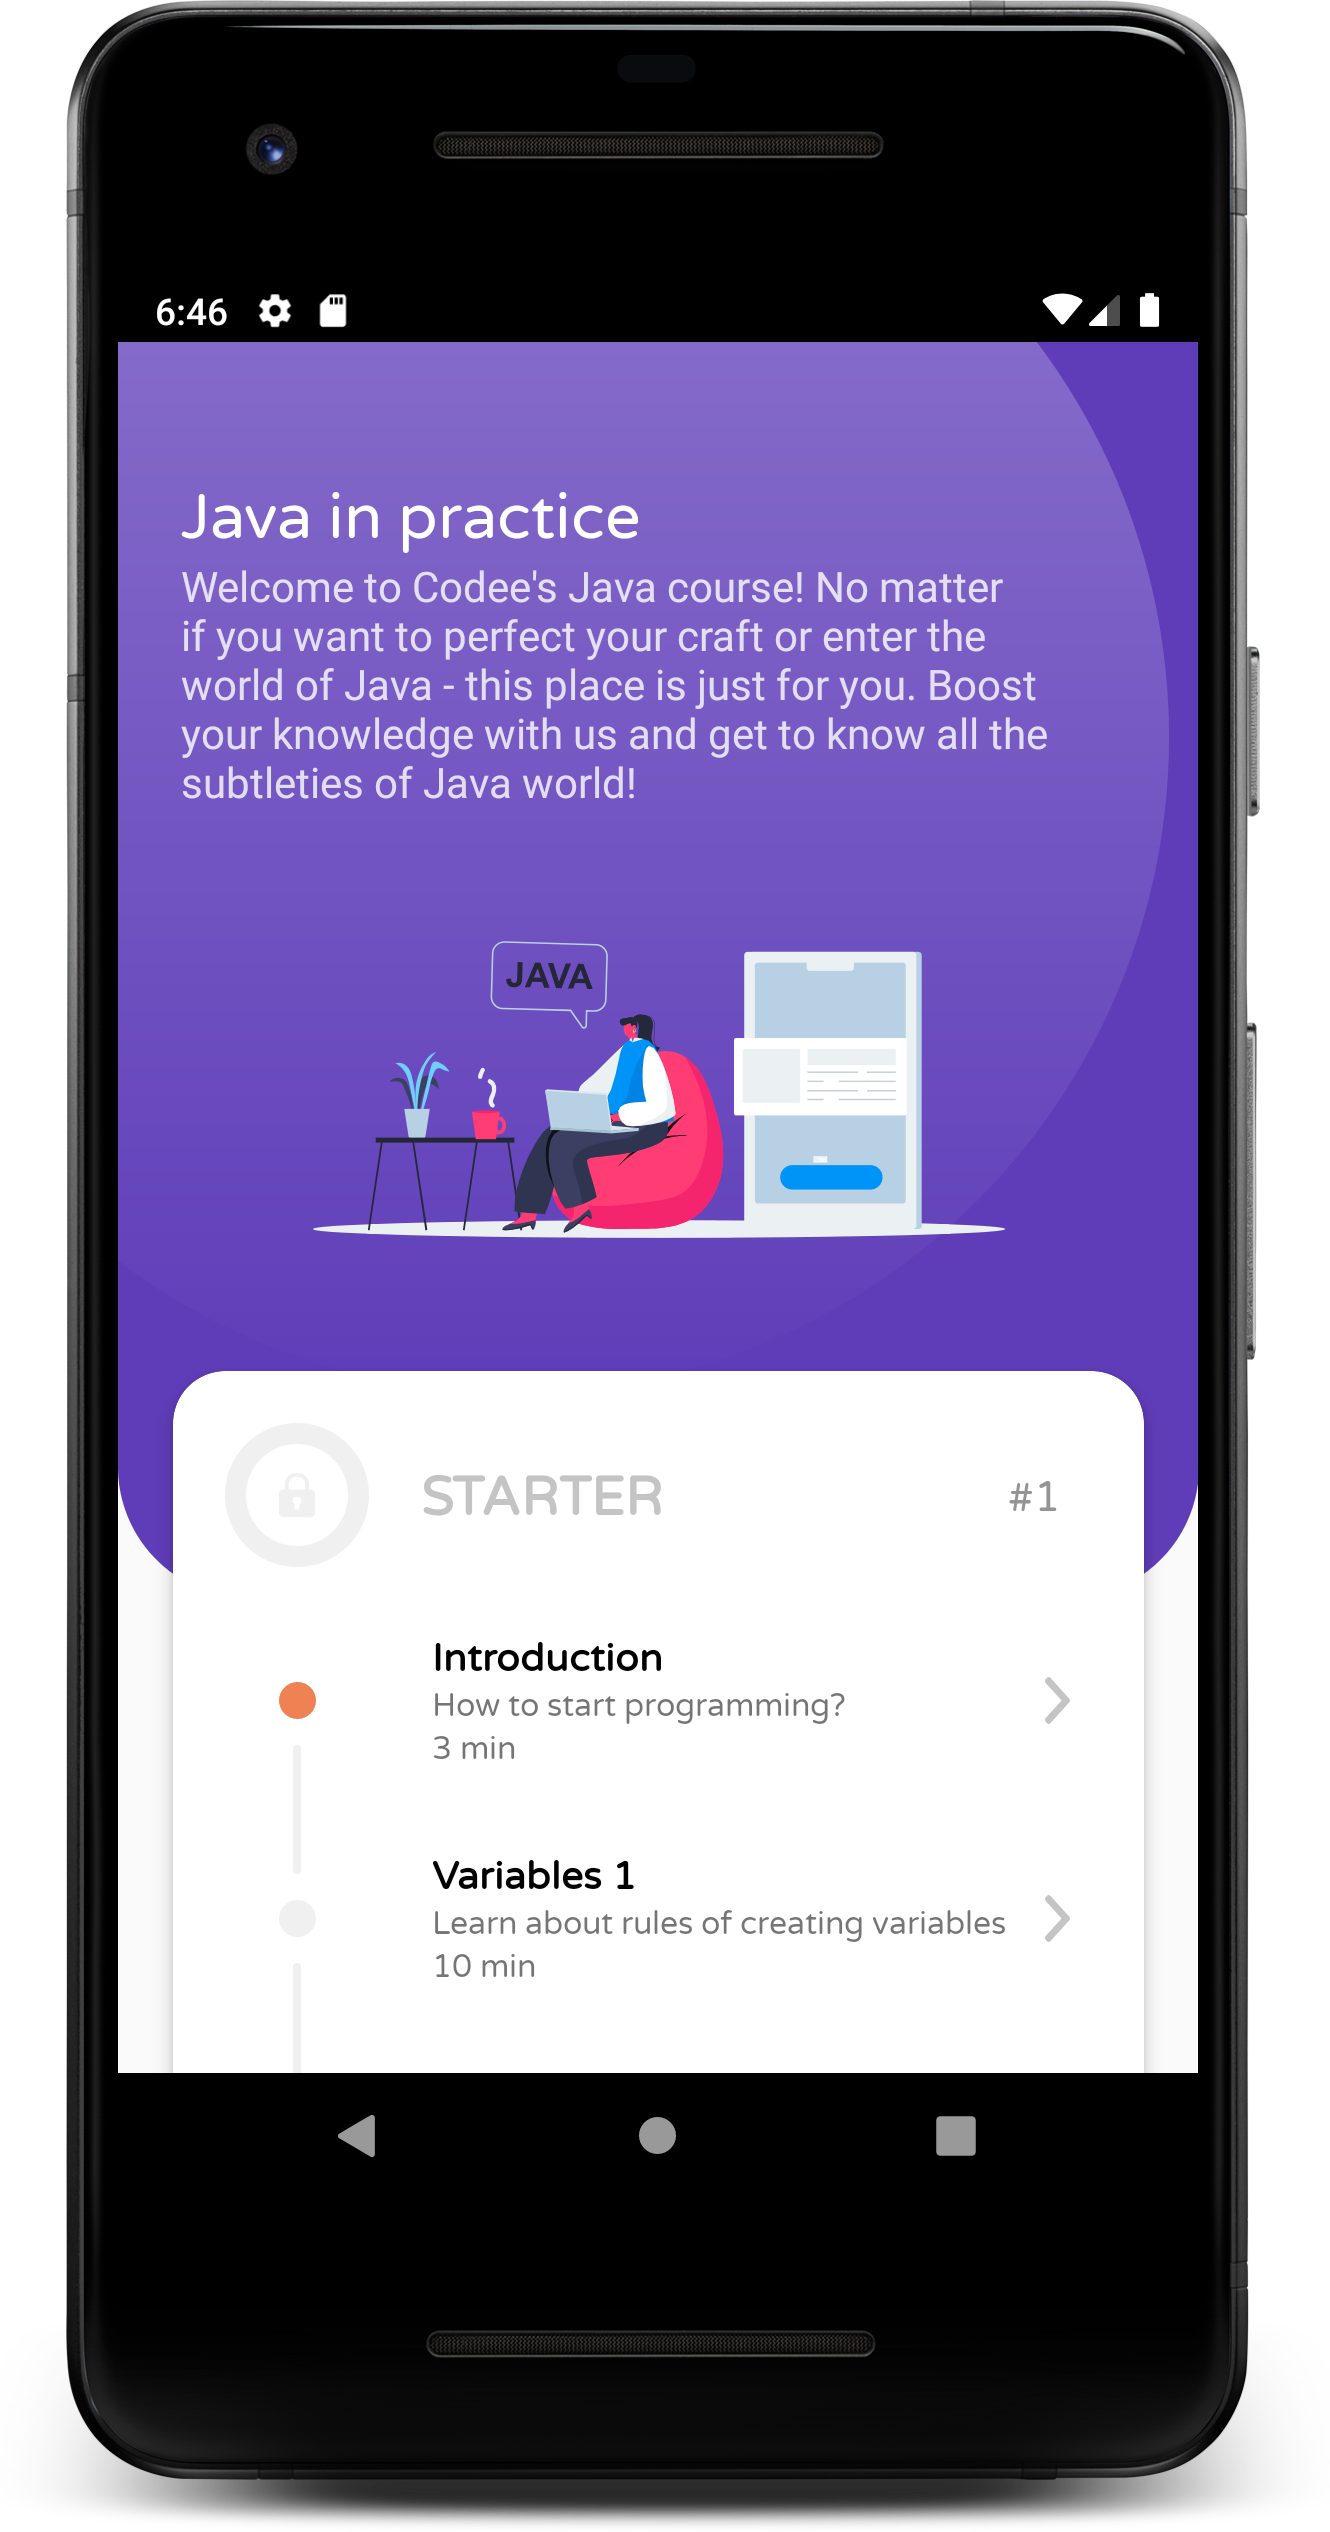 6:46
Java in practice
Welcome to Codee's Java course! No matter
if you want to perfect your craft or enter the
world of Java - this place is just for you. Boost
your knowledge with us and get to know all the
subtleties of Java world!
JAVA
STARTER #1
Introduction
How to start programming?
3 min
Variables 1
Learn about rules of creating variables
10 min